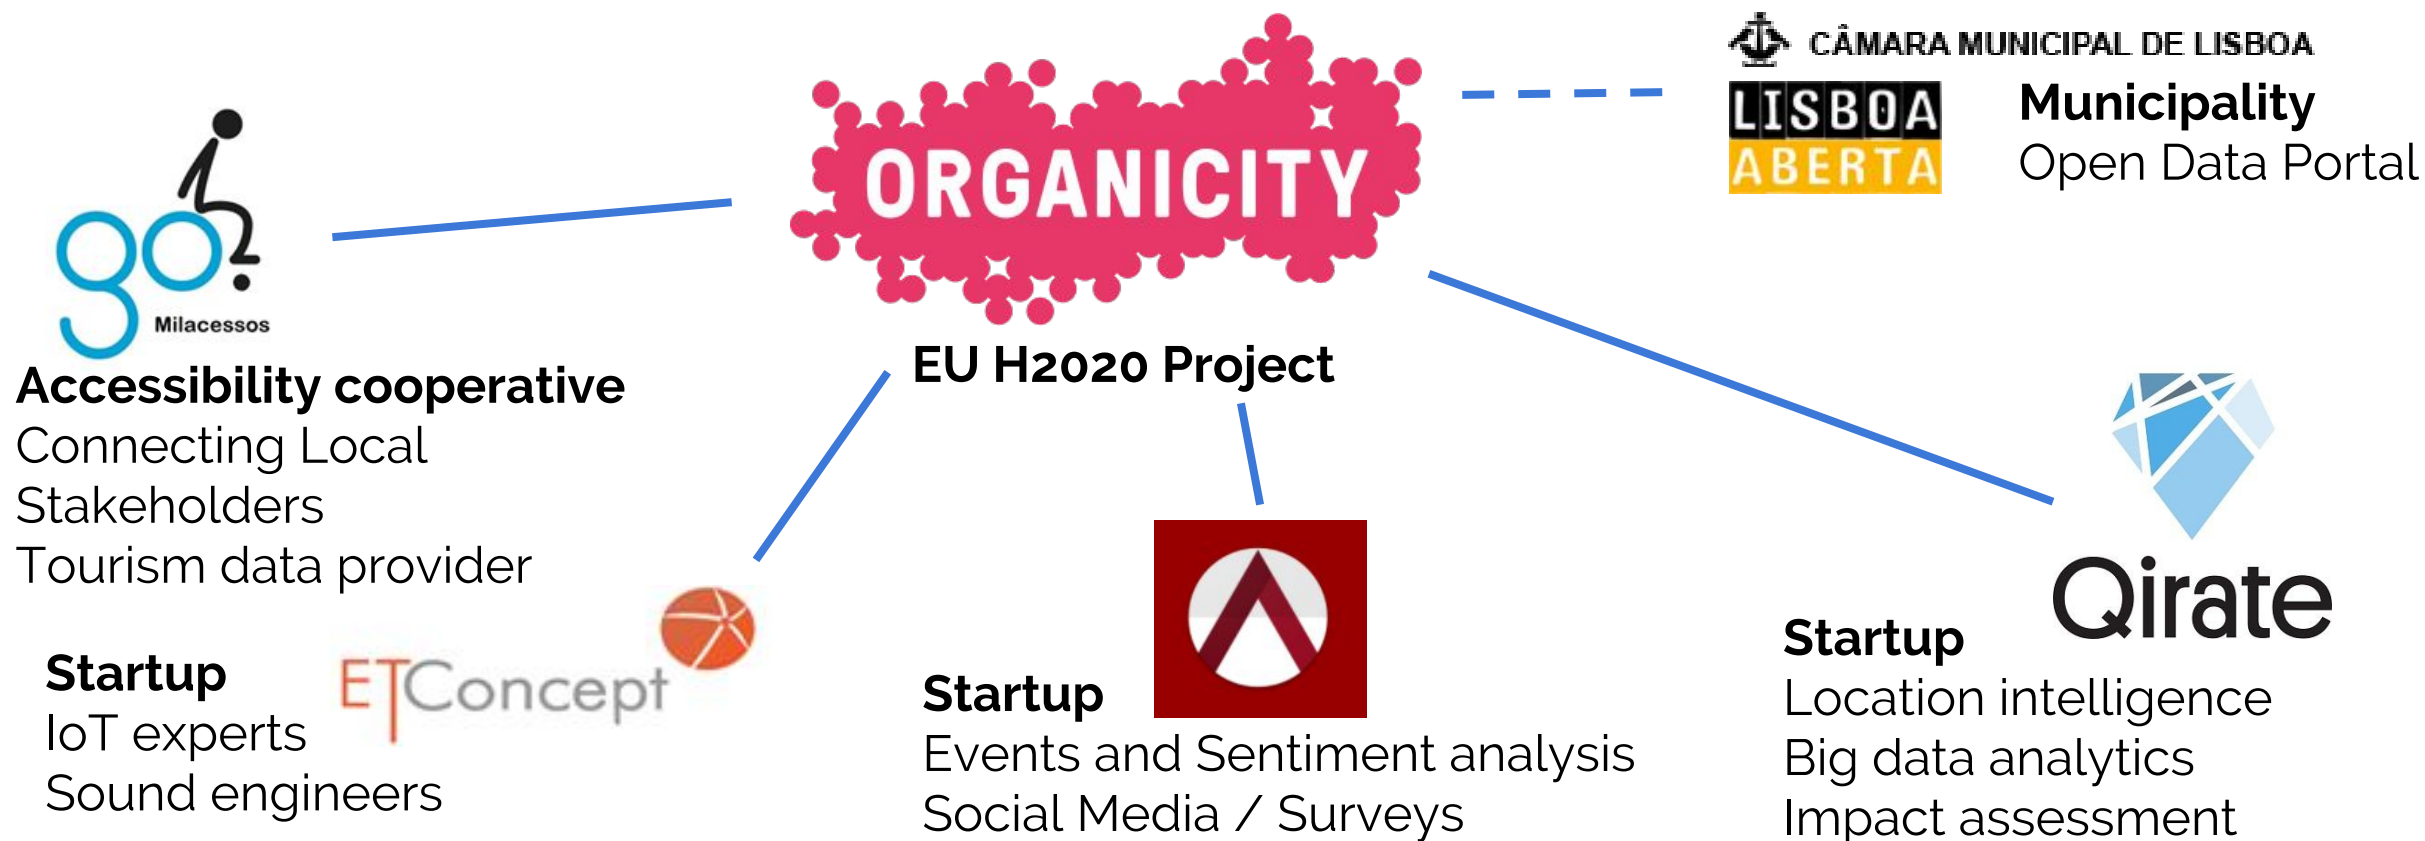 ORGANICITY
EU H2020 Project
CÂMARA MUNICIPAL DE LISBOA
LISBOA
ABERTA
Municipality
Open Data Portal
go
Milacessos
Accessibility cooperative
Connecting Local
Stakeholders
Tourism data provider
Startup
IoT experts
Sound engineers
ETConcept
Startup
Events and Sentiment analysis
Social Media / Surveys
Qirate
Startup
Location intelligence
Big data analytics
Impact assessment